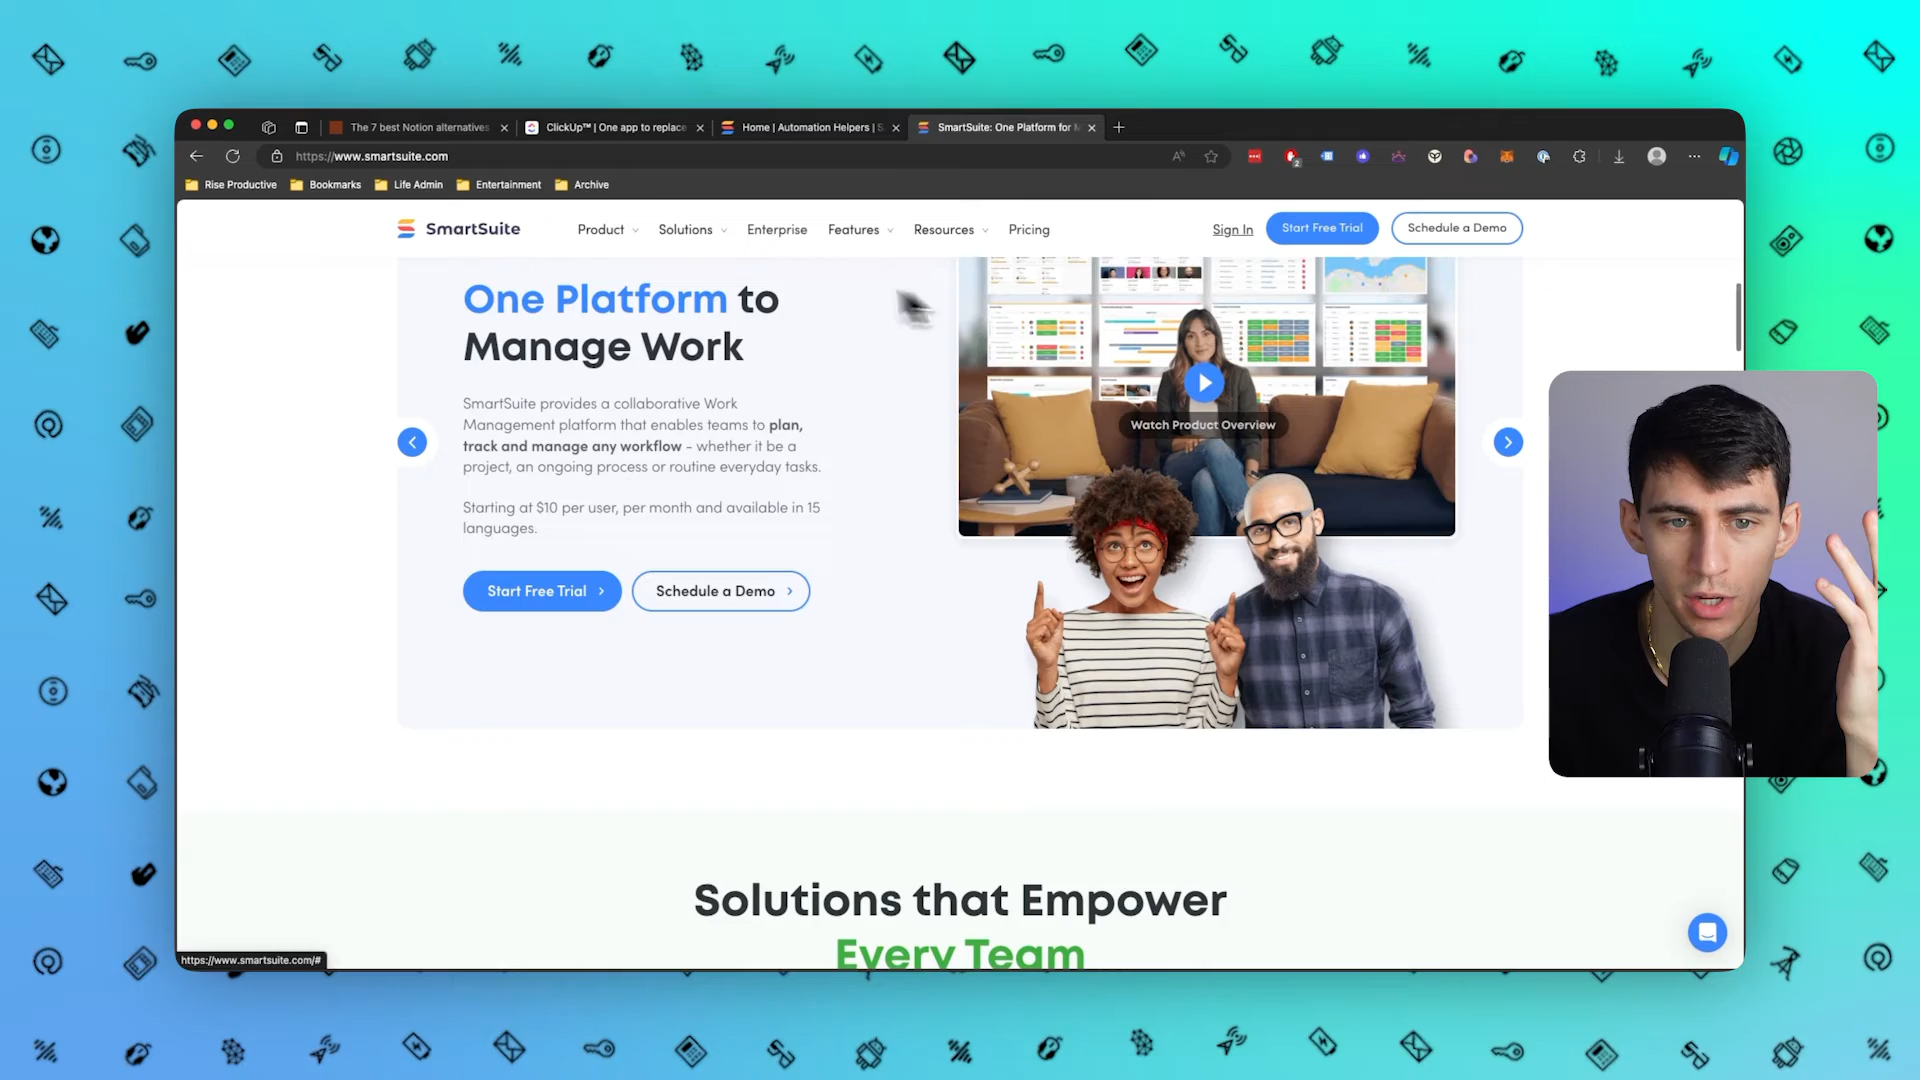 The 7 best Notion alternatives
ClickUp™ | One app to replace
Home | Automation Helpers | S
SmartSuite: One Platform for M
https://www.smartsuite.com
2
Rise Productive
Bookmarks
Life Admin
Entertainment
Archive
SmartSuite
Product
Solutions
Enterprise
Features
Resources
Pricing
Sign In
Start Free Trial
Schedule a Demo
One Platform to
Manage Work
SmartSuite provides a collaborative Work
Management platform that enables teams to plan,
track and manage any workflow - whether it be a
project, an ongoing process or routine everyday tasks.
Starting at $10 per user, per month and available in 15
languages.
Start Free Trial
Schedule a Demo
Watch Product Overview
Solutions that Empower
Every Team
https://www.smartsuite.com/#